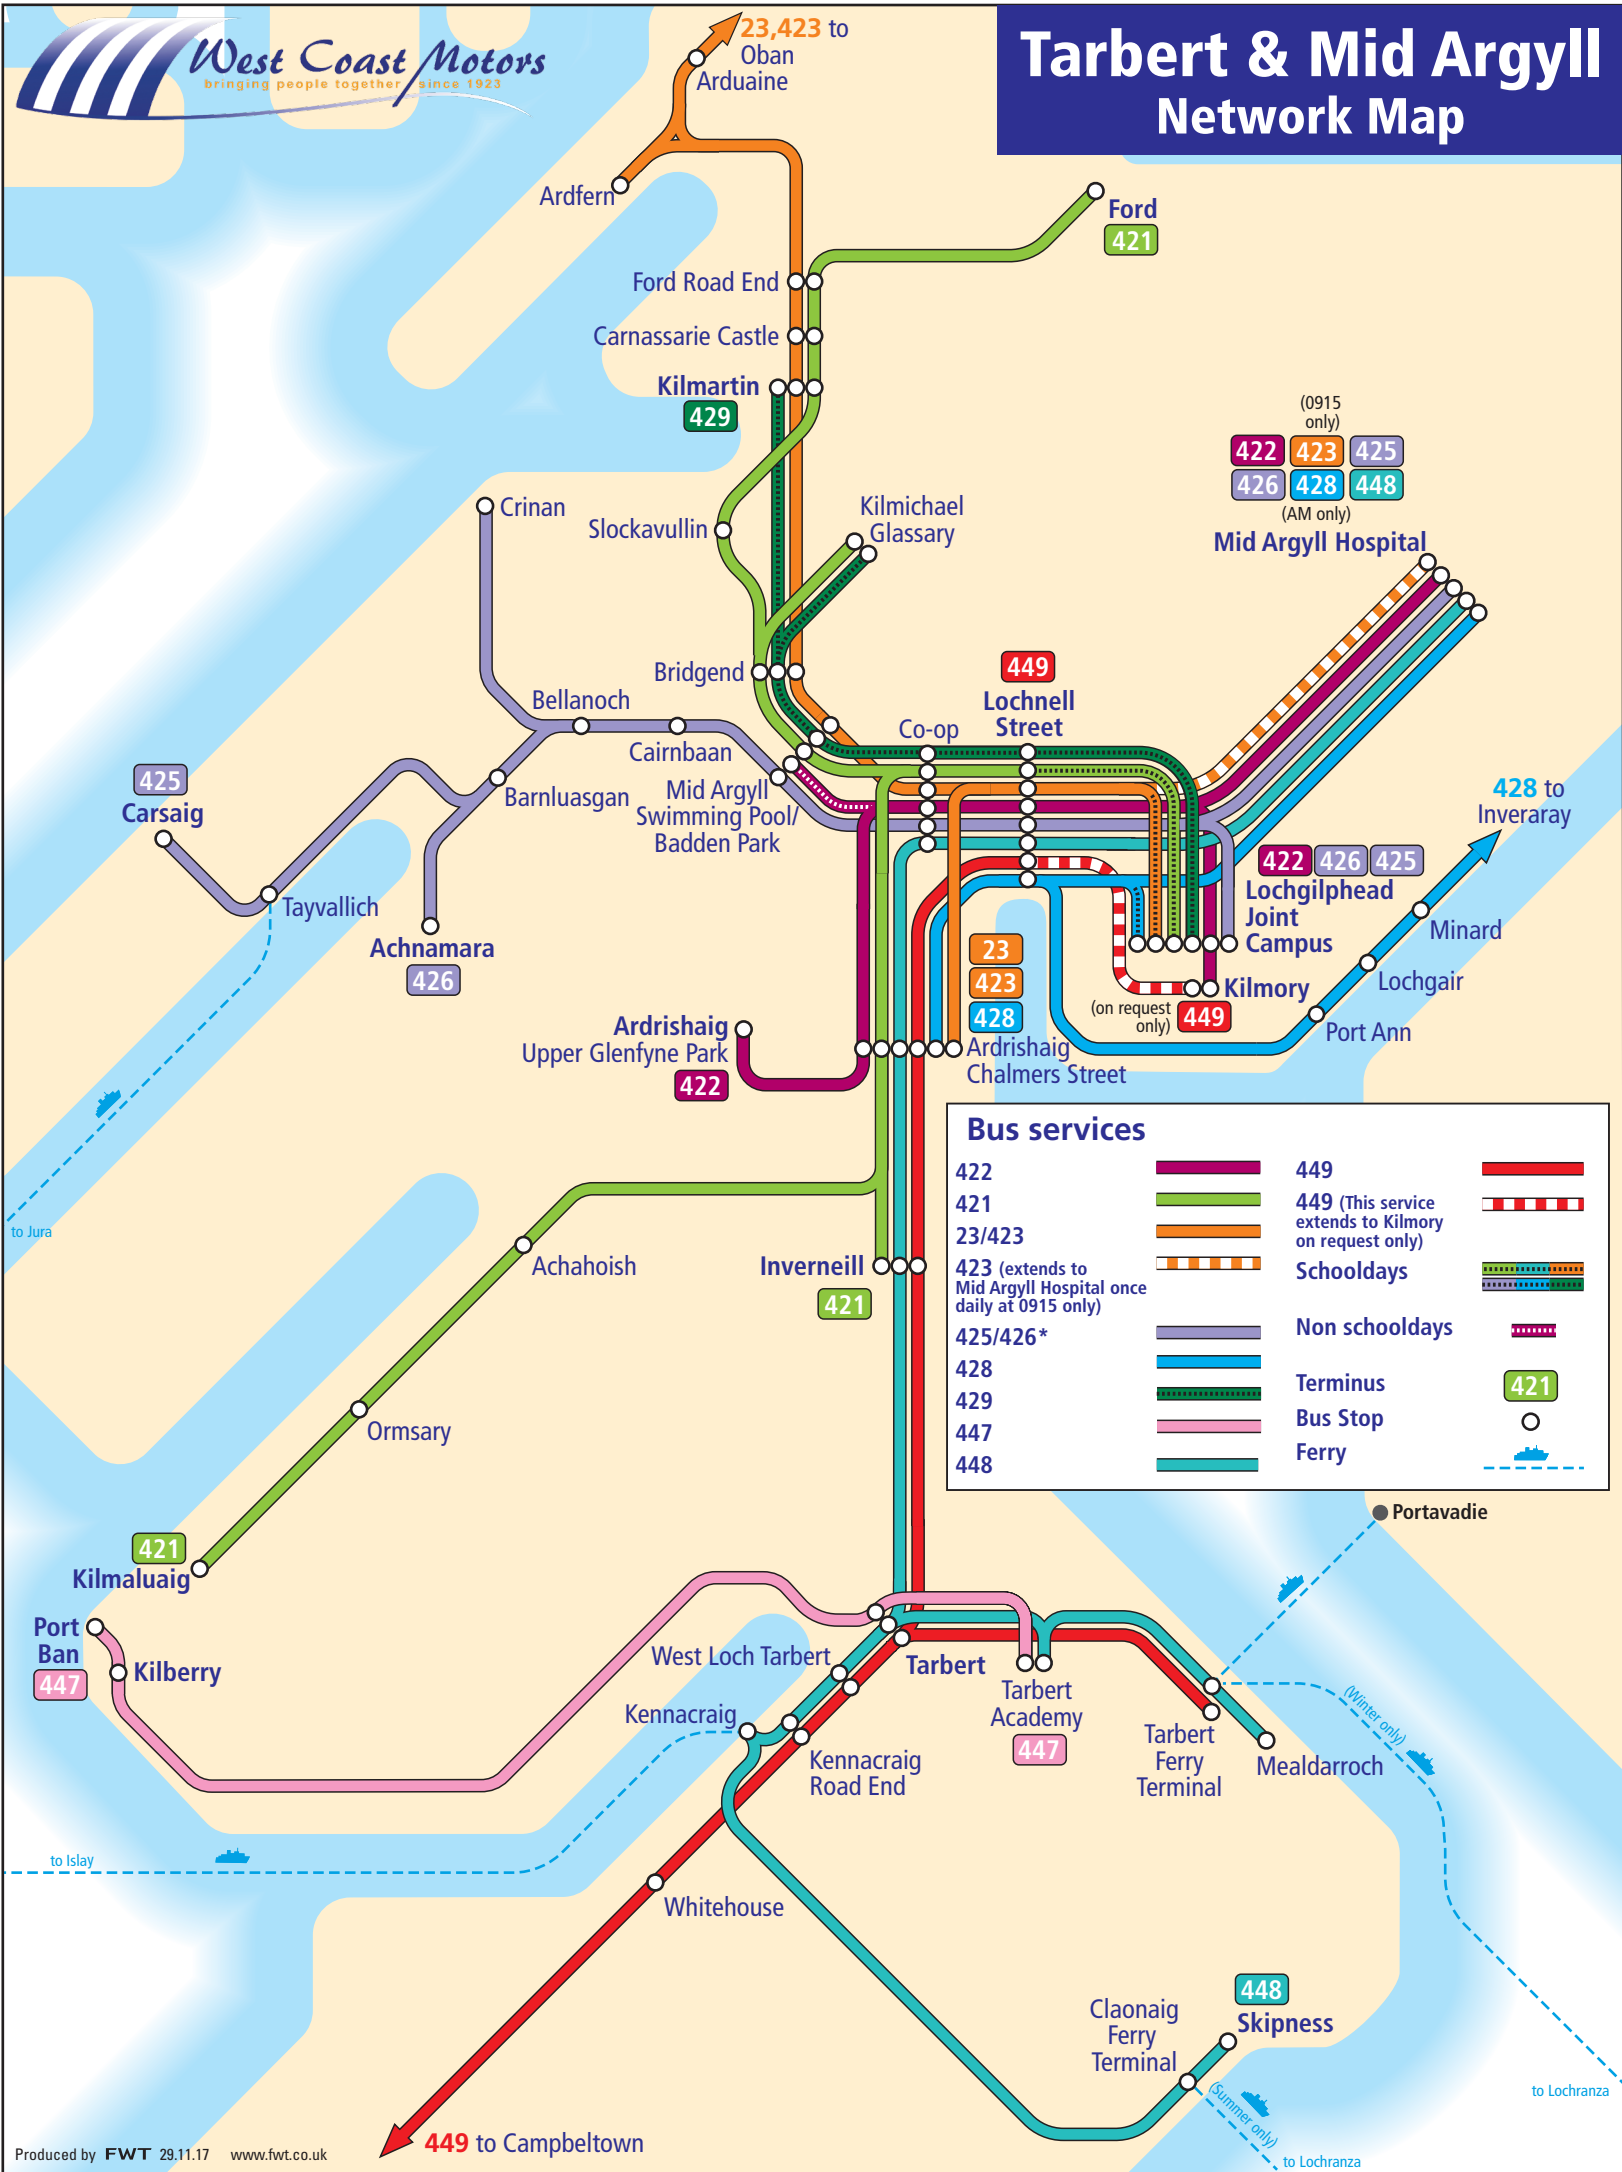 West Coast Motors
bringing people together since 1923
Tarbert & Mid Argyll
Network Map
23,423 to
Oban
Arduaine
Ardfern
Ford
421
Ford Road End
Carnassarie Castle
Kilmartin
429
(0915
only)
422 423 425
426 428 448
(AM only)
Mid Argyll Hospital
Crinan
Slockavullin
Kilmichael
Glassary
Bridgend
449
Lochnell
Street
Co-op
Bellanoch
Cairnbaan
Mid Argyll
Swimming Pool/
Badden Park
Barnluasgan
425
Carsaig
Tayvallich
Achnamara
426
428 to
Inveraray
422 426 425
Lochgilphead
Joint
Campus
Minard
Lochgair
Port Ann
Kilmory
(on request
only)
449
23
423
428
Ardrishaig
Chalmers Street
Ardrishaig
Upper Glenfyne Park
422
to Jura
Achahoish
Inverneill
421
Ormsary
421
Kilmaluaig
Bus services
422
421
23/423
423 (extends to
Mid Argyll Hospital once
daily at 0915 only)
425/426*
428
429
447
448
449
449 (This service
extends to Kilmory
on request only)
Schooldays
Non schooldays
Terminus
421
Bus Stop
Ferry
Portavadie
Port
Ban
447
Kilberry
West Loch Tarbert
Tarbert
Kennacraig
Kennacraig
Road End
Tarbert
Academy
447
Tarbert
Ferry
Terminal
Mealdarroch
(Winter only)
to Islay
Whitehouse
448
Skipness
Claonaig
Ferry
Terminal
(Summer only)
to Lochranza
to Lochranza
449 to Campbeltown
Produced by FWT 29.11.17 www.fwt.co.uk